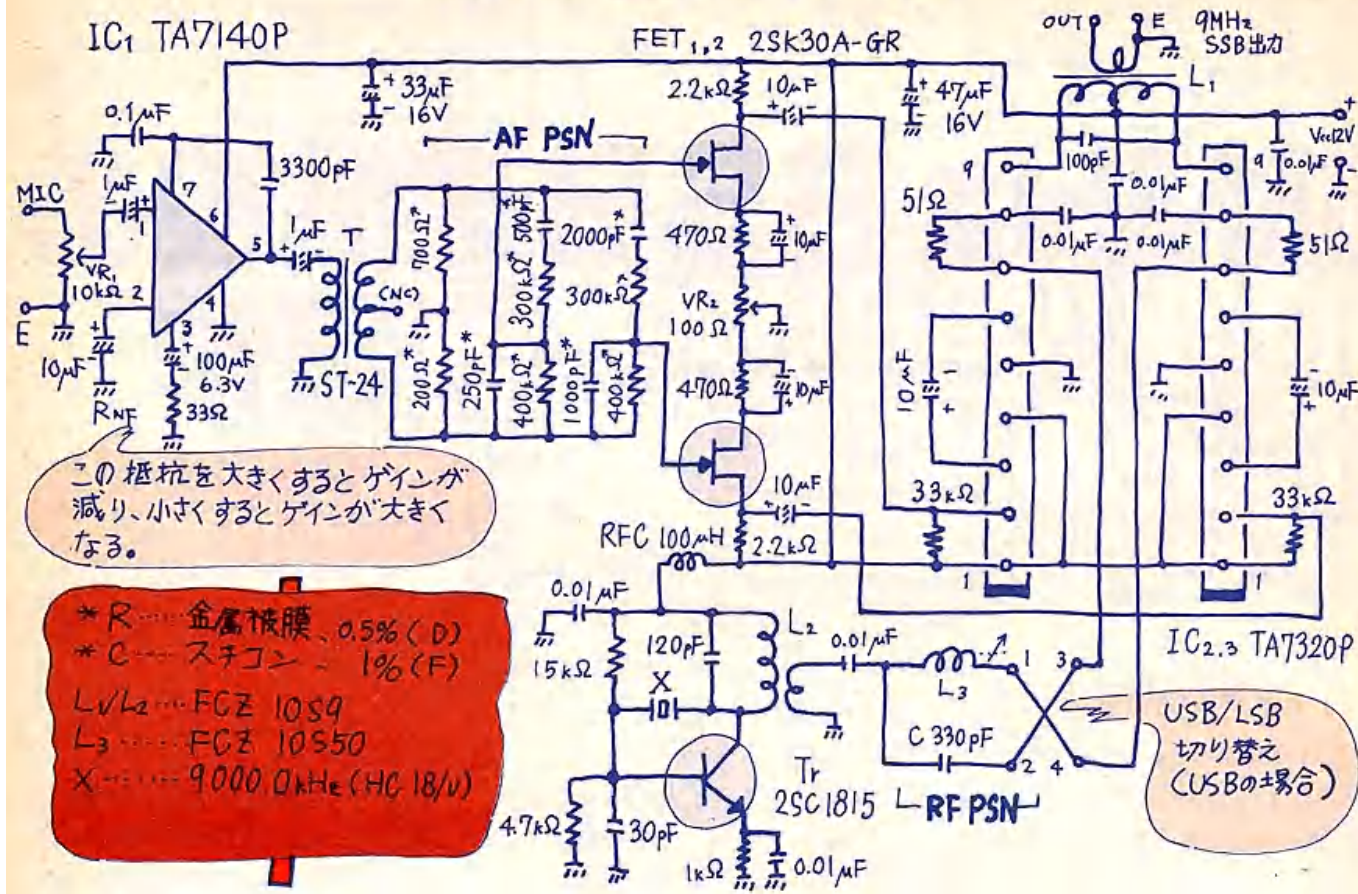 IC₁ TA7140P
FET₁,₂ 2SK30A-GR
OUT
E
9MHz
SSB出力
L₁
0.1μF
33μF
16V
2.2kΩ
10μF
47μF
16V
Vcc12V
3300pF
AF PSN
100pF
0.01μF
0.01μF
MIC
1μF
7
6
1
5
2
4
3
1μF
T
9
9
VR₁
10kΩ
E
700Ω*
(NC)
500pF*
2000pF*
300kΩ*
300kΩ*
470Ω
10μF
VR₂
100Ω
51Ω
0.01μF
0.01μF
51Ω
10μF
100μF
6.3V
RNF
33Ω
ST-24
200Ω*
250pF*
400kΩ*
1000pF*
400kΩ*
470Ω
10μF
10μF
10μF
この抵抗を大きくするとゲインが
減り、小さくするとゲインが大きく
なる。
10μF
2.2kΩ
33kΩ
33kΩ
1
1
RFC 100μH
*R……金属被膜、0.5%(D)
*C……スチコン、1%(F)
L₁/L₂……FCZ 10S9
L₃……FCZ 10S50
X……9000.0kHz(HC 18/U)
0.01μF
15kΩ
120pF
X
L₂
0.01μF
L₃
1
3
C 330pF
2
4
IC₂.₃ TA7320P
USB/LSB
切り替え
(USBの場合)
Tr
2SC1815
RF PSN
4.7kΩ
30pF
1kΩ
0.01μF